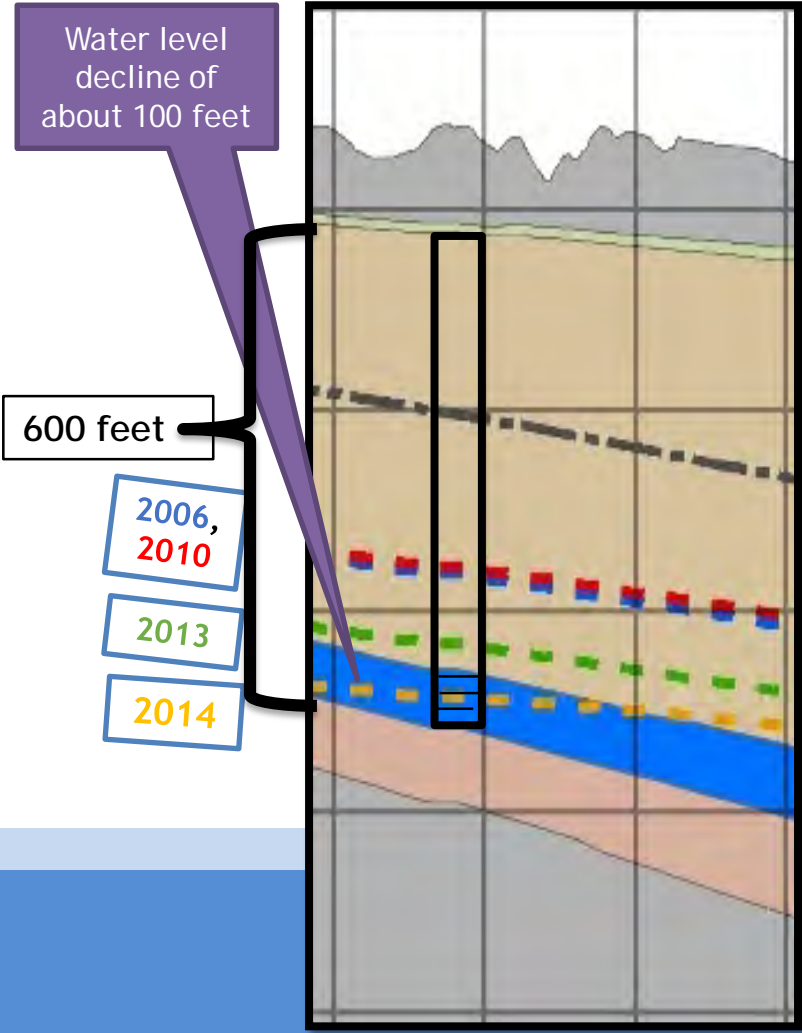 Water level
decline of
about 100 feet
600 feet
2006,
2010
2013
2014